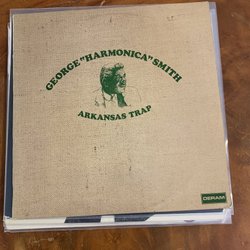 GEORGE "HARMONICA" SMITH
ARKANSAS TRAP
DERAM